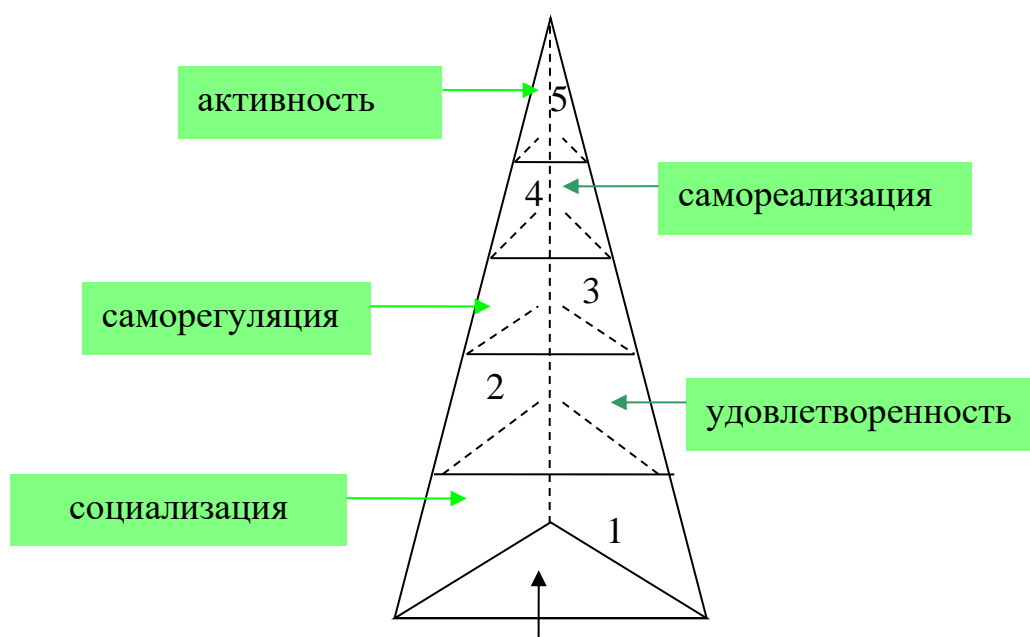 активность
5
4
самореализация
саморегуляция
3
2
удовлетворенность
социализация
1